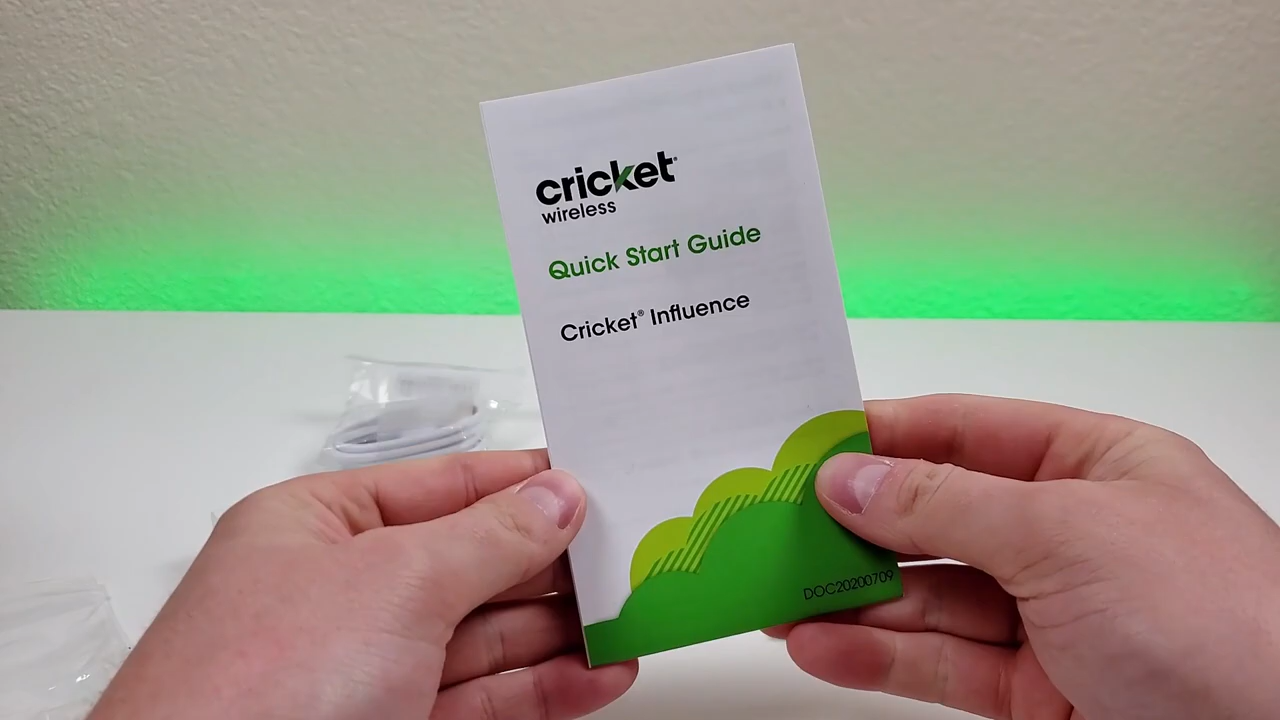 cricket®
wireless
Quick Start Guide
Cricket® Influence
DOC20200709